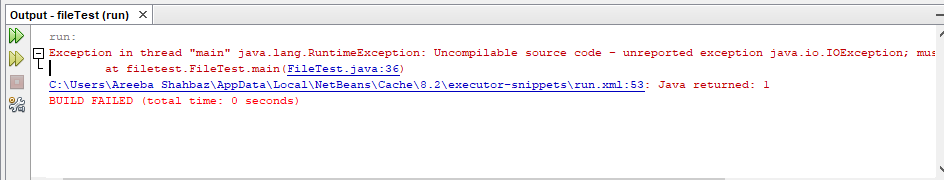 Output - fileTest (run)
run:
Exception in thread "main" java.lang.RuntimeException: Uncompilable source code - unreported exception java.io.IOException; mus
at filetest.FileTest.main(FileTest.java:36)
C:\Users\Areeba Shahbaz\AppData\Local\NetBeans\Cache\8.2\executor-snippets\run.xml:53: Java returned: 1
BUILD FAILED (total time: 0 seconds)